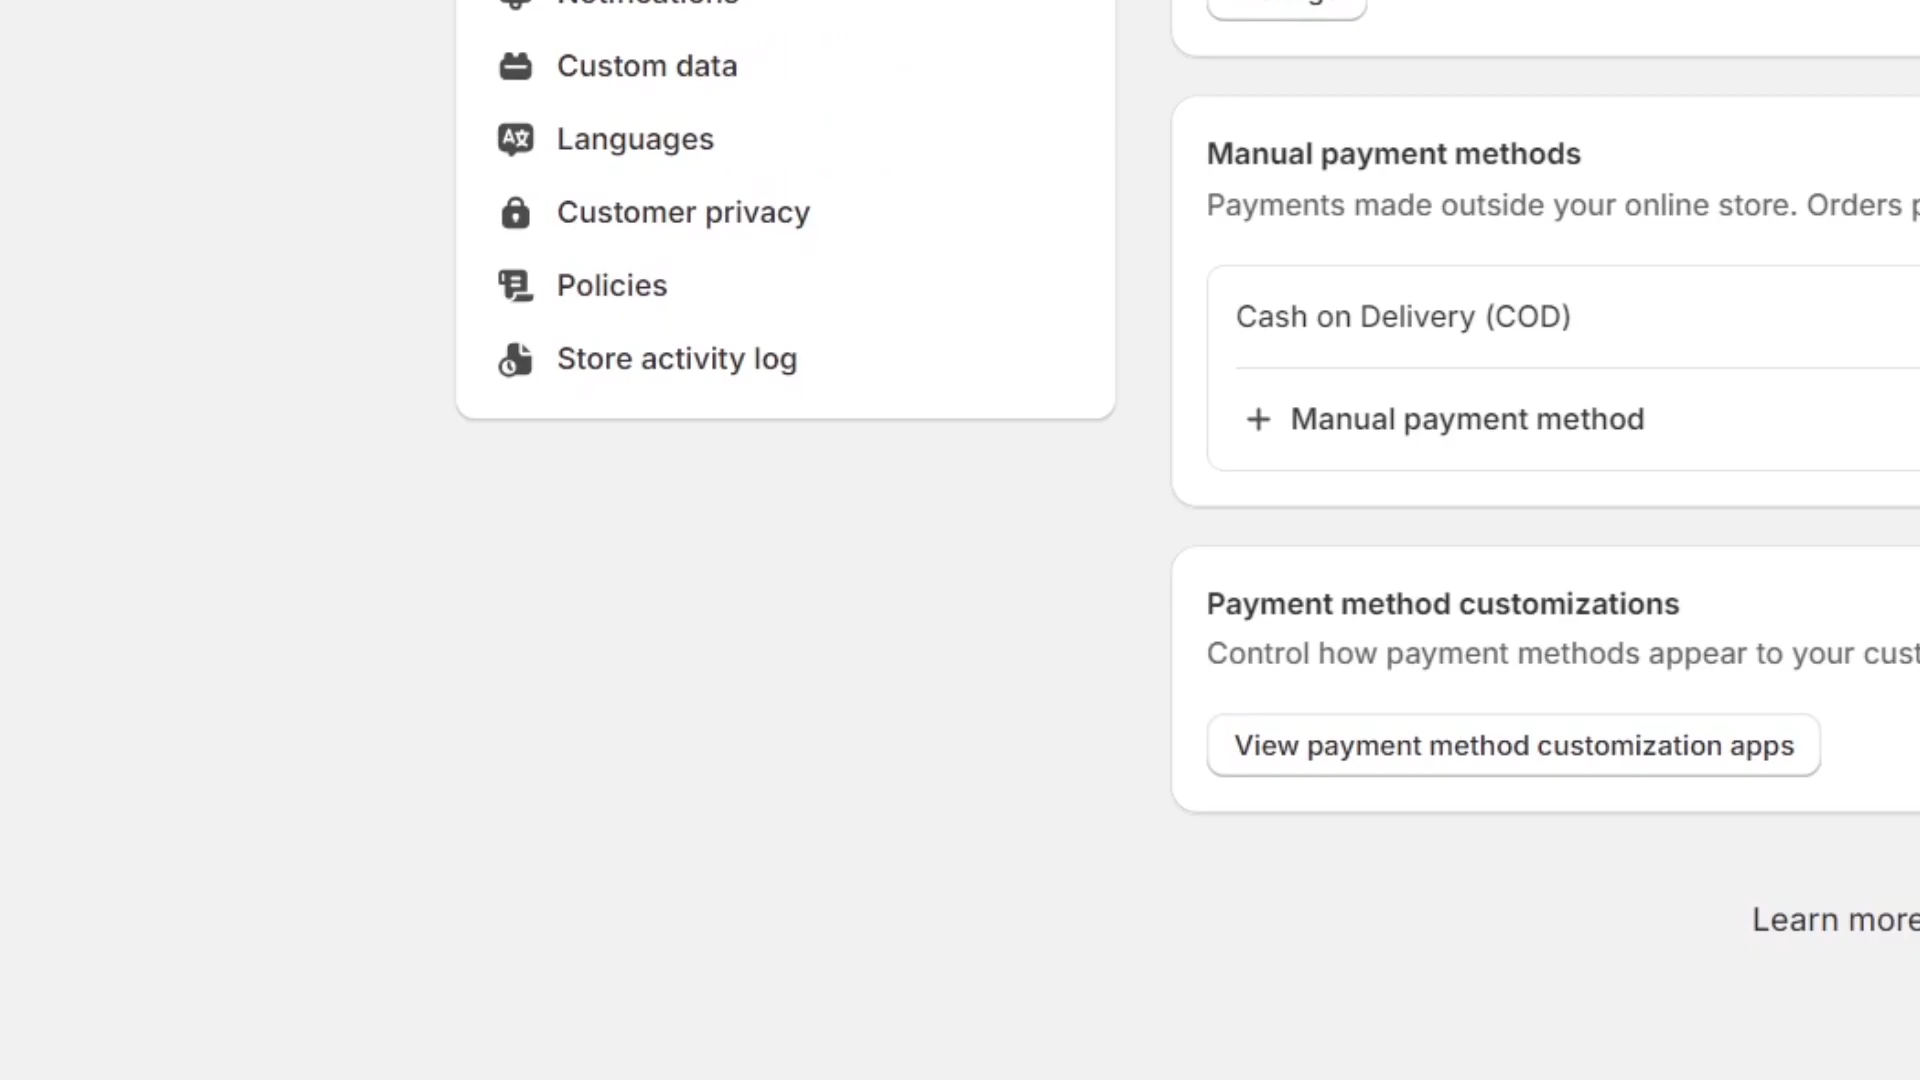 Notifications
Custom data
Languages
Customer privacy
Policies
Store activity log
Manual payment methods
Payments made outside your online store. Orders
Cash on Delivery (COD)
+ Manual payment method
Payment method customizations
Control how payment methods appear to your cust
View payment method customization apps
Learn more